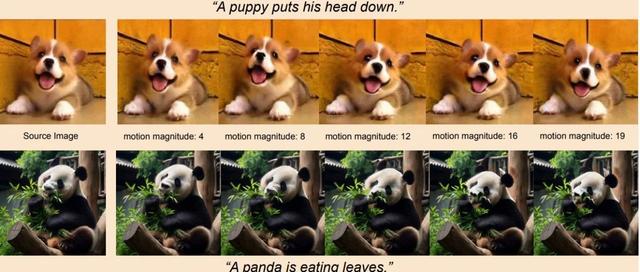 “A puppy puts his head down.”
Source Image motion magnitude: 4 motion magnitude: 8 motion magnitude: 12 motion magnitude: 16 motion magnitude: 19
“A panda is eating leaves.”